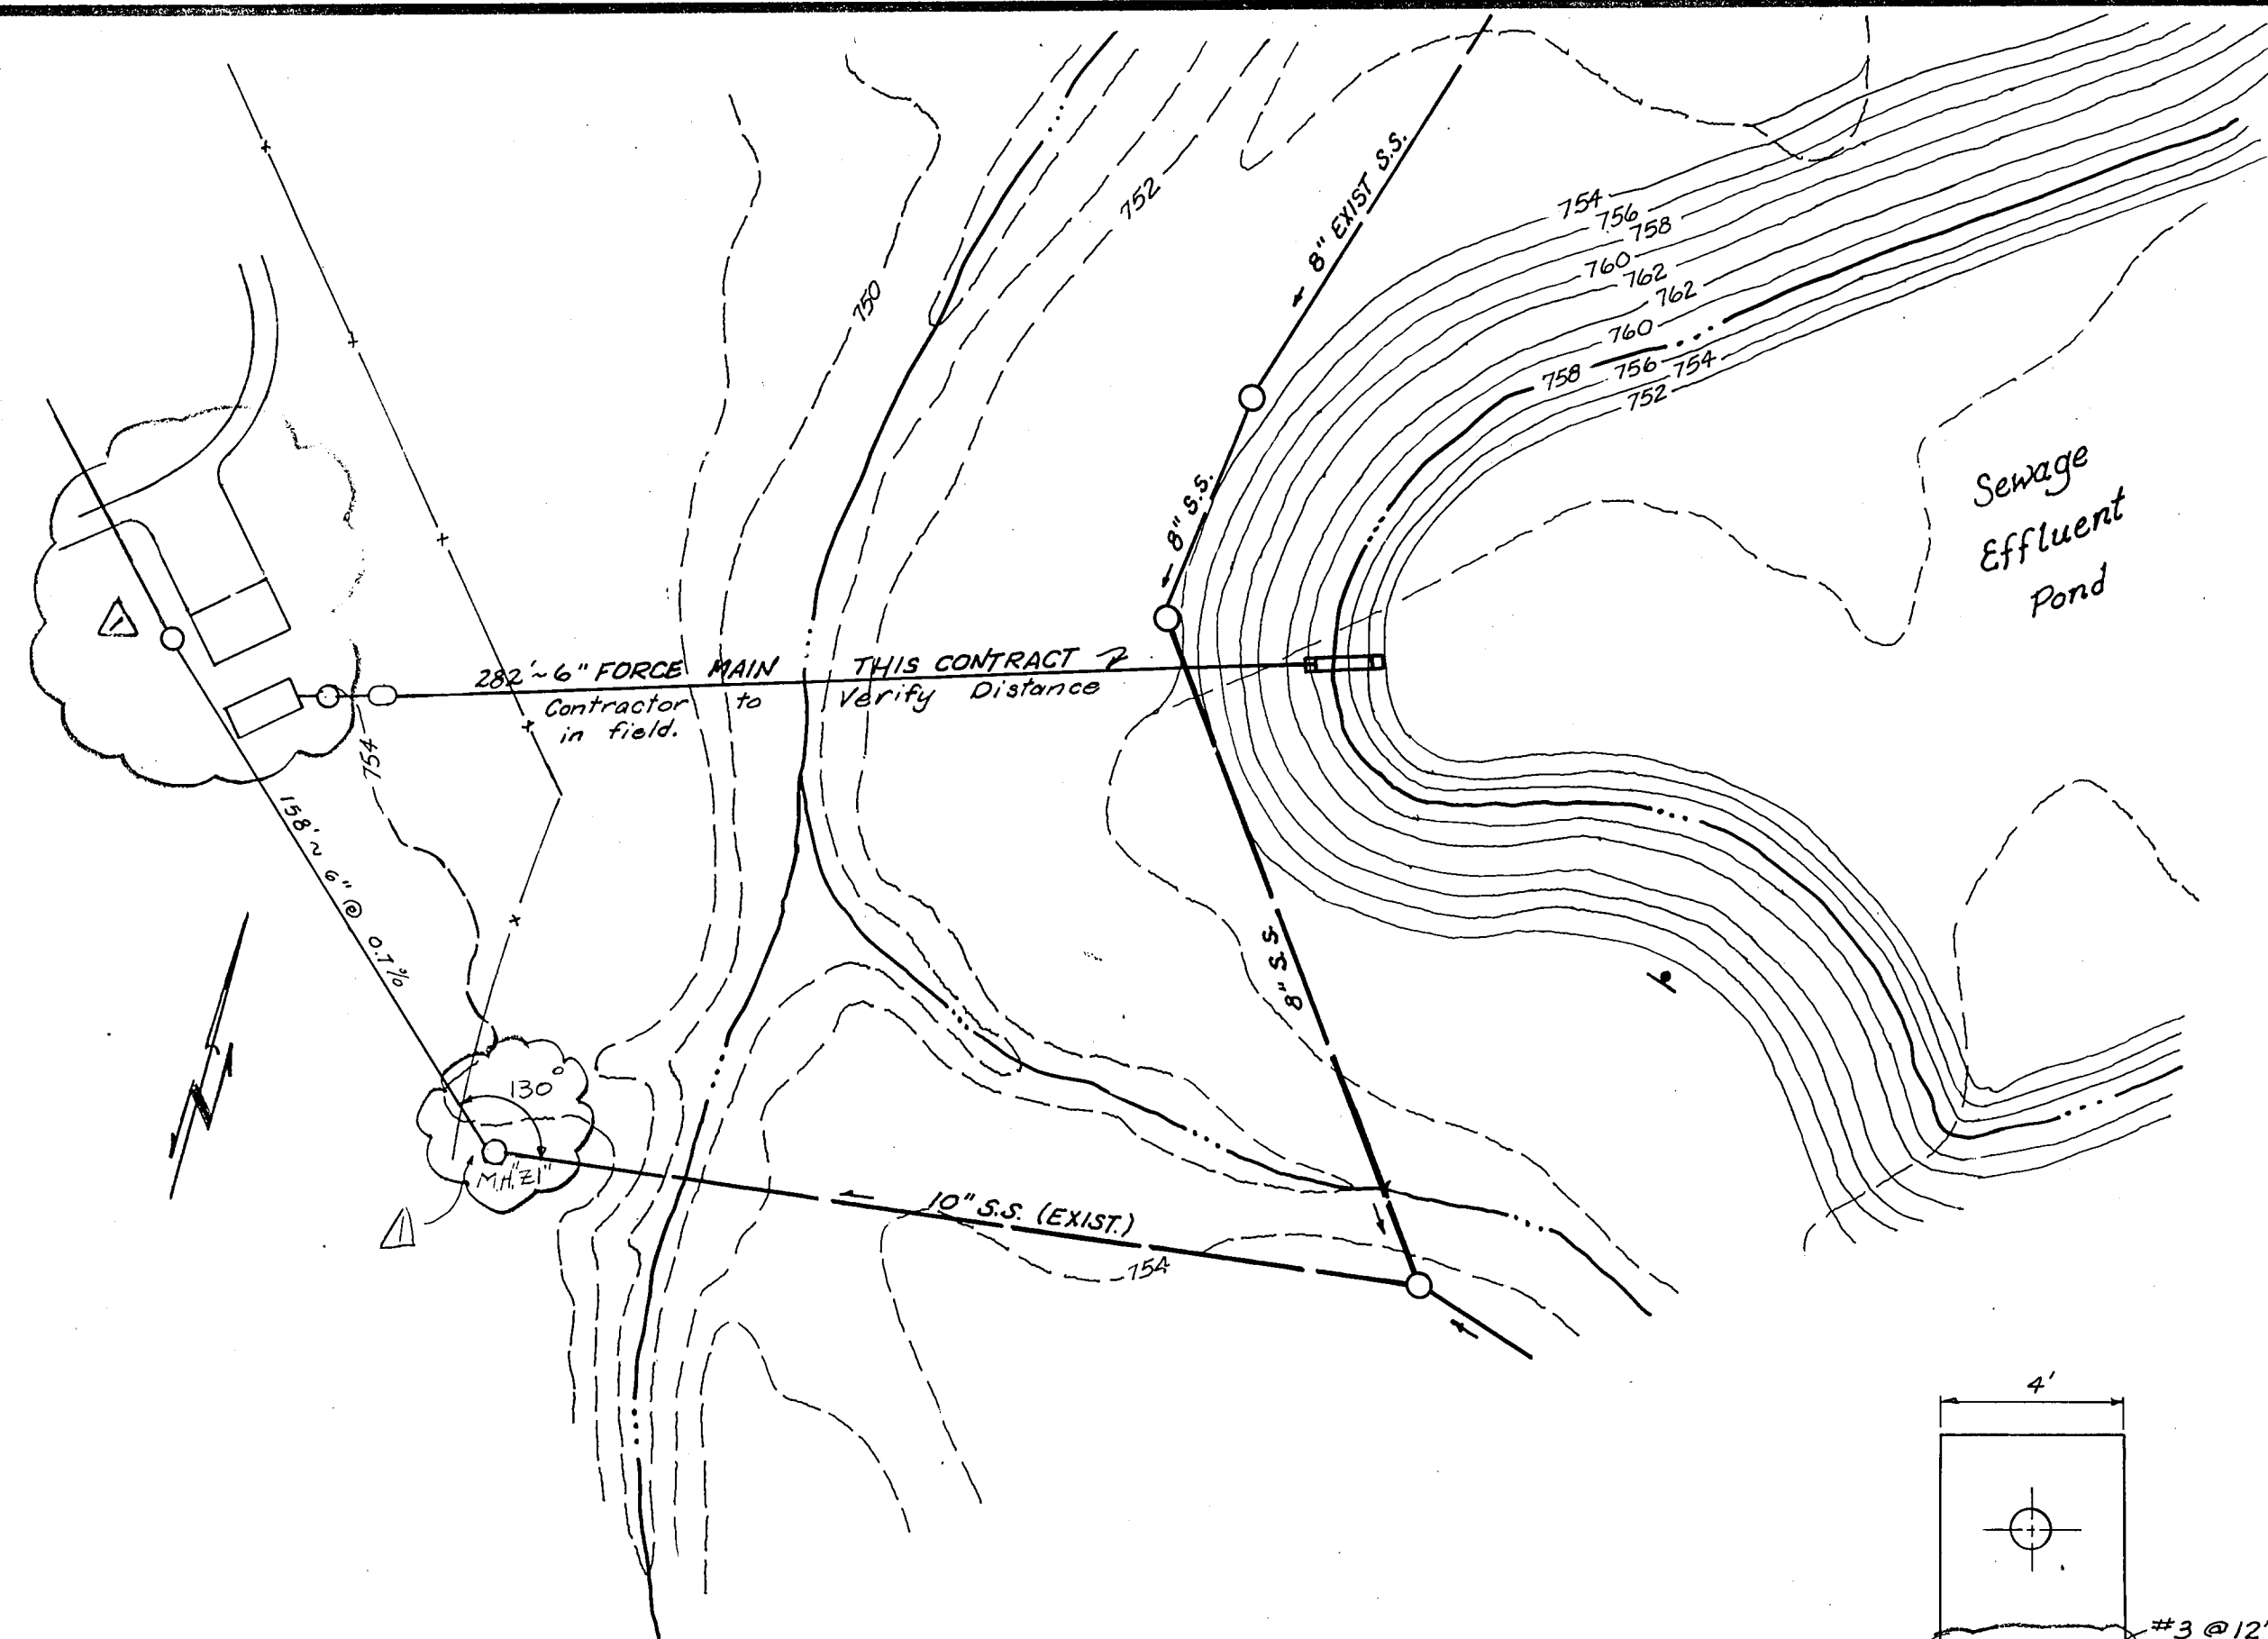 8" EXIST S.S.
752
754
756
758
760
762
762
760
758
756
754
752
750
8" S.S.
Sewage
Effluent
Pond
282'~6" FORCE MAIN THIS CONTRACT
Contractor to Verify Distance
in field.
754
158'~6" @ 0.7%
8" S.S.
130°
M.H."Z1"
10" S.S. (EXIST.)
754
4'
#3 @ 12"